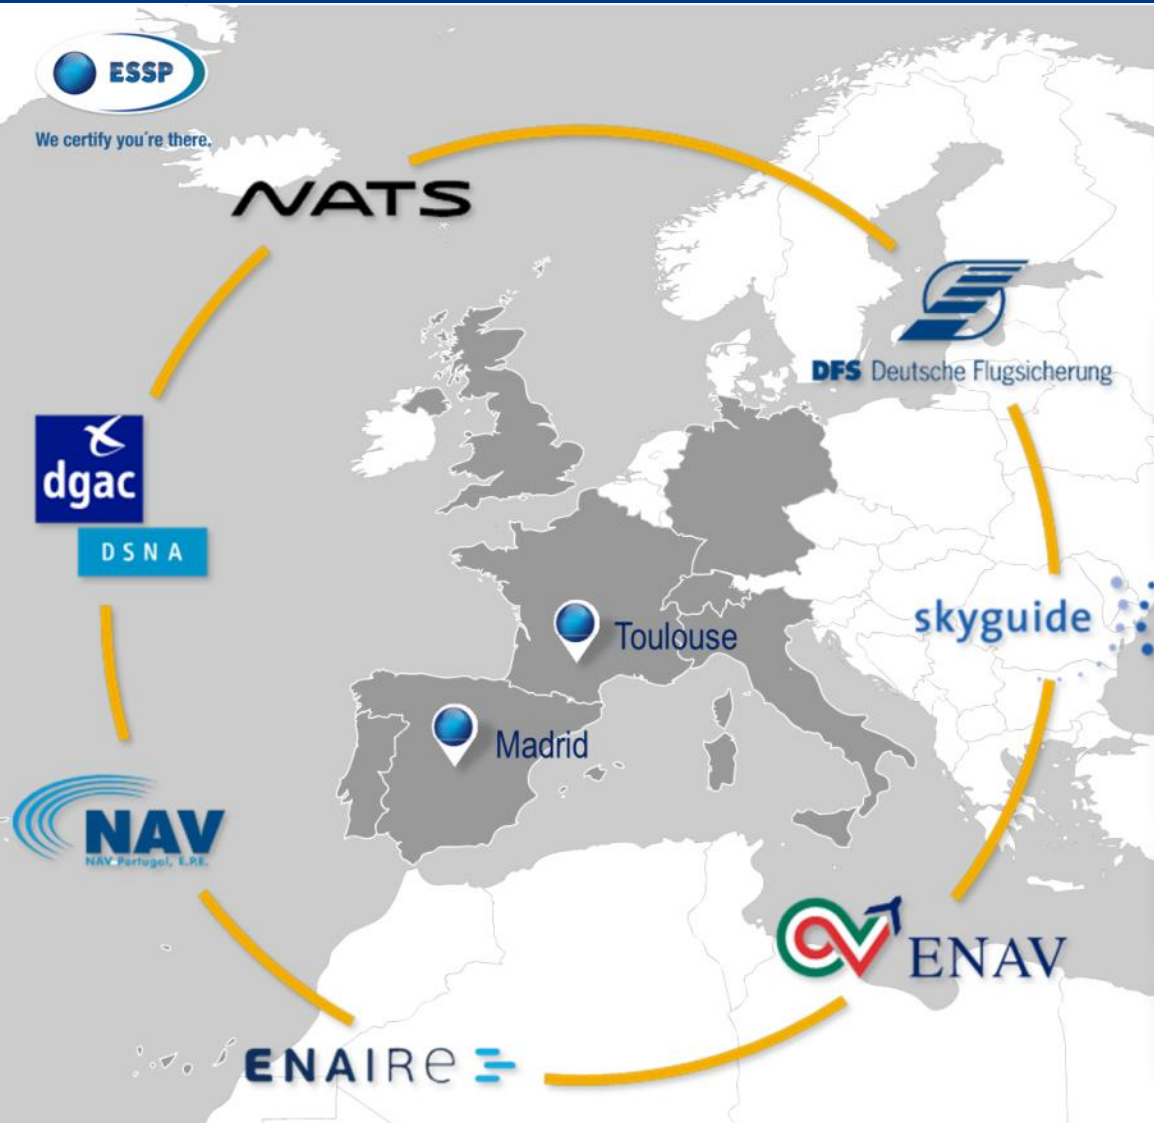 ESSP
We certify you´re there.
NATS
DFS Deutsche Flugsicherung
dgac
DSNA
skyguide
Toulouse
Madrid
NAV
NAV Portugal, E.P.E.
ENAV
ENAIRe